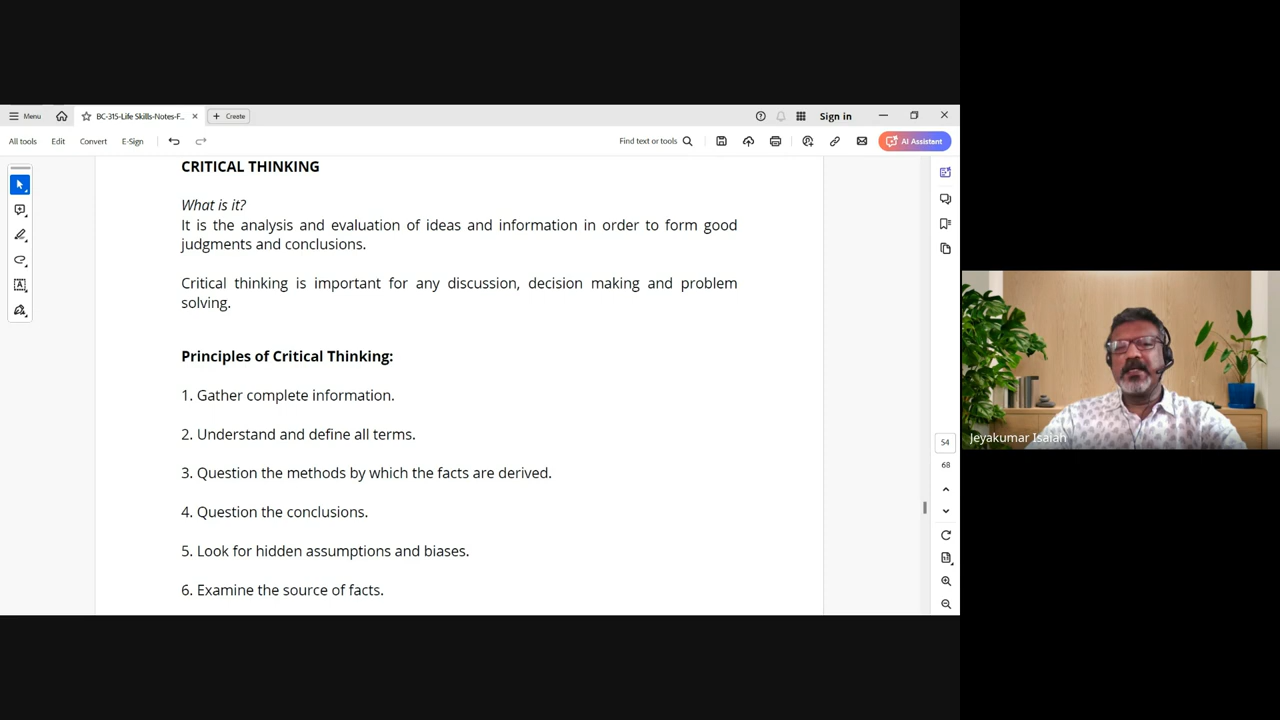 Menu
BC-315-Life Skills-Notes-F...
Create
Sign in
All tools
Edit
Convert
E-Sign
Find text or tools
AI Assistant
CRITICAL THINKING
What is it?
It is the analysis and evaluation of ideas and information in order to form good
judgments and conclusions.
Critical thinking is important for any discussion, decision making and problem
solving.
Principles of Critical Thinking:
1. Gather complete information.
2. Understand and define all terms.
3. Question the methods by which the facts are derived.
4. Question the conclusions.
5. Look for hidden assumptions and biases.
6. Examine the source of facts.
54
68
Jeyakumar Isaiah